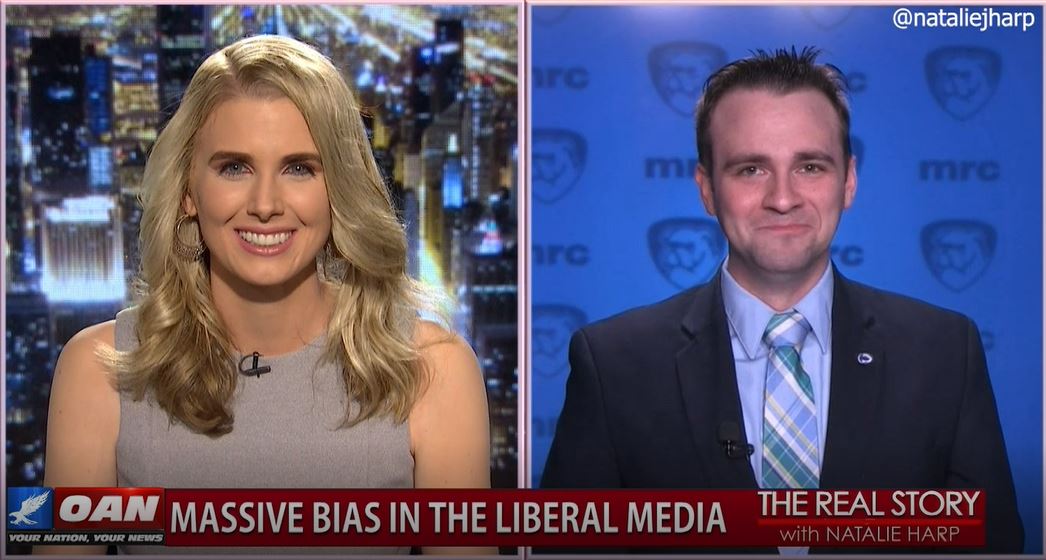 @nataliejharp
mrc
mrc
mrc
mrc
mrc
OAN
YOUR NATION, YOUR NEWS
MASSIVE BIAS IN THE LIBERAL MEDIA
THE REAL STORY
with NATALIE HARP